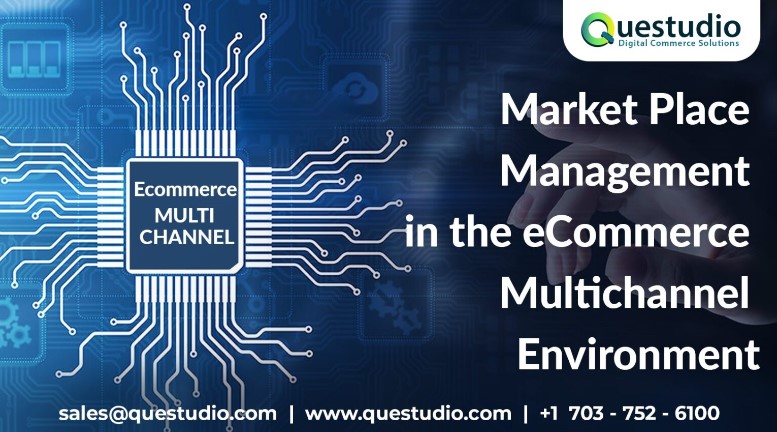 Questudio
Digital Commerce Solutions
Market Place
Management
in the eCommerce
Multichannel
Environment
Ecommerce
MULTI
CHANNEL
sales@questudio.com | www.questudio.com | +1 703 - 752 - 6100